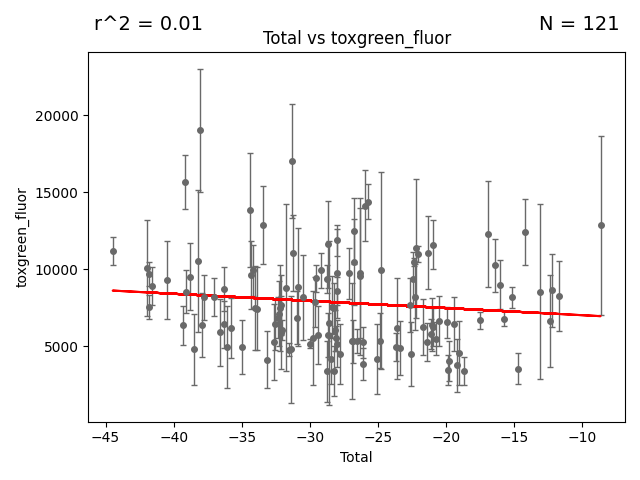 r^2 = 0.01
N = 121
Total vs toxgreen_fluor
20000
15000
10000
5000
toxgreen_fluor
−45 −40 −35 −30 −25 −20 −15 −10
Total